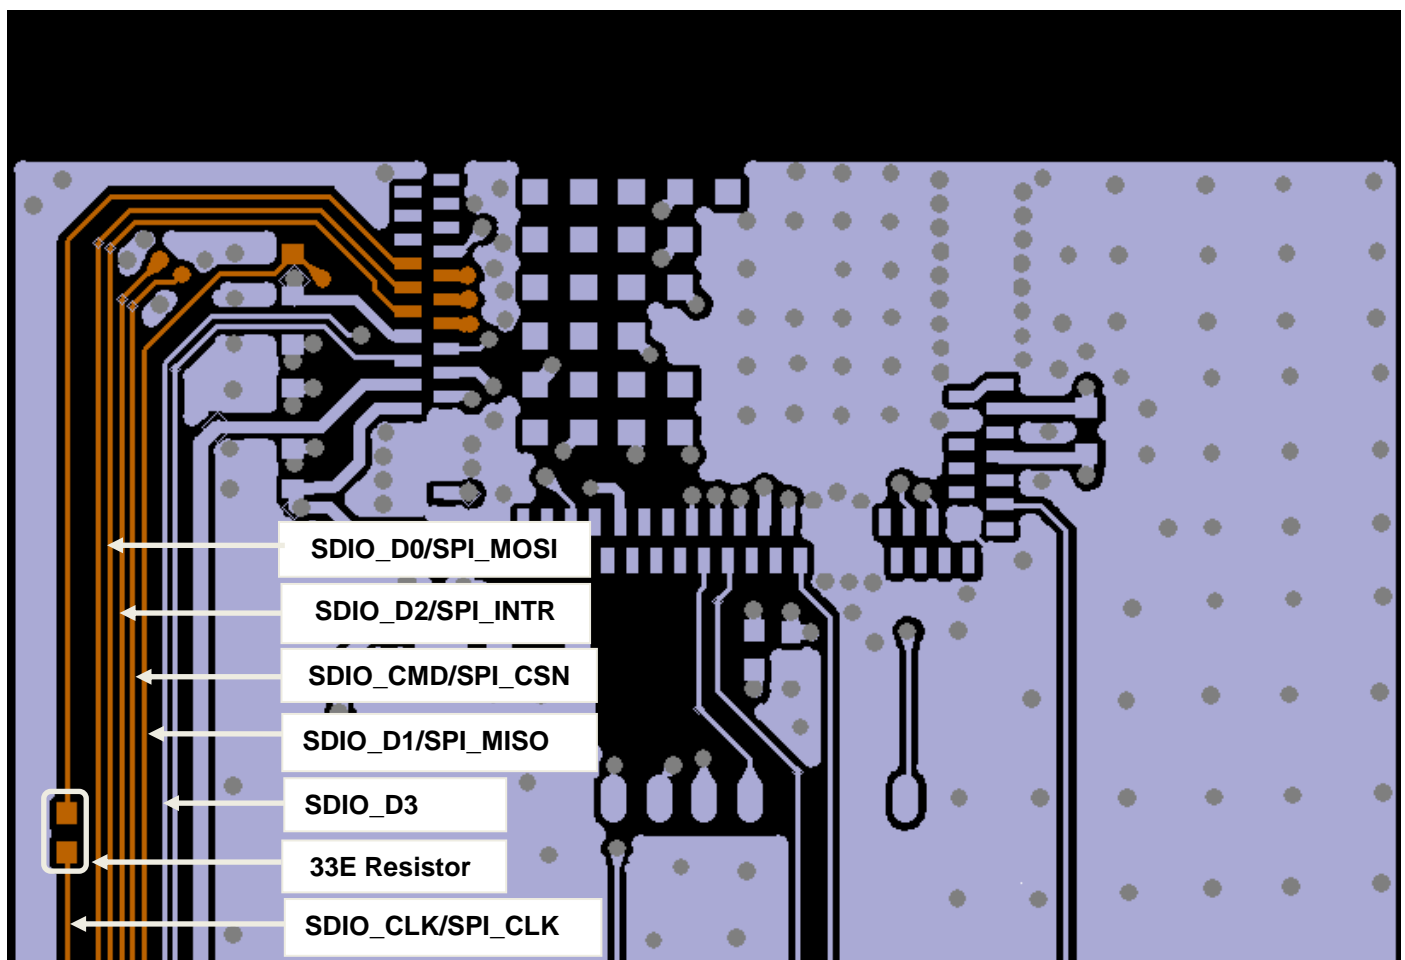 SDIO_D0/SPI_MOSI
SDIO_D2/SPI_INTR
SDIO_CMD/SPI_CSN
SDIO_D1/SPI_MISO
SDIO_D3
33E Resistor
SDIO_CLK/SPI_CLK